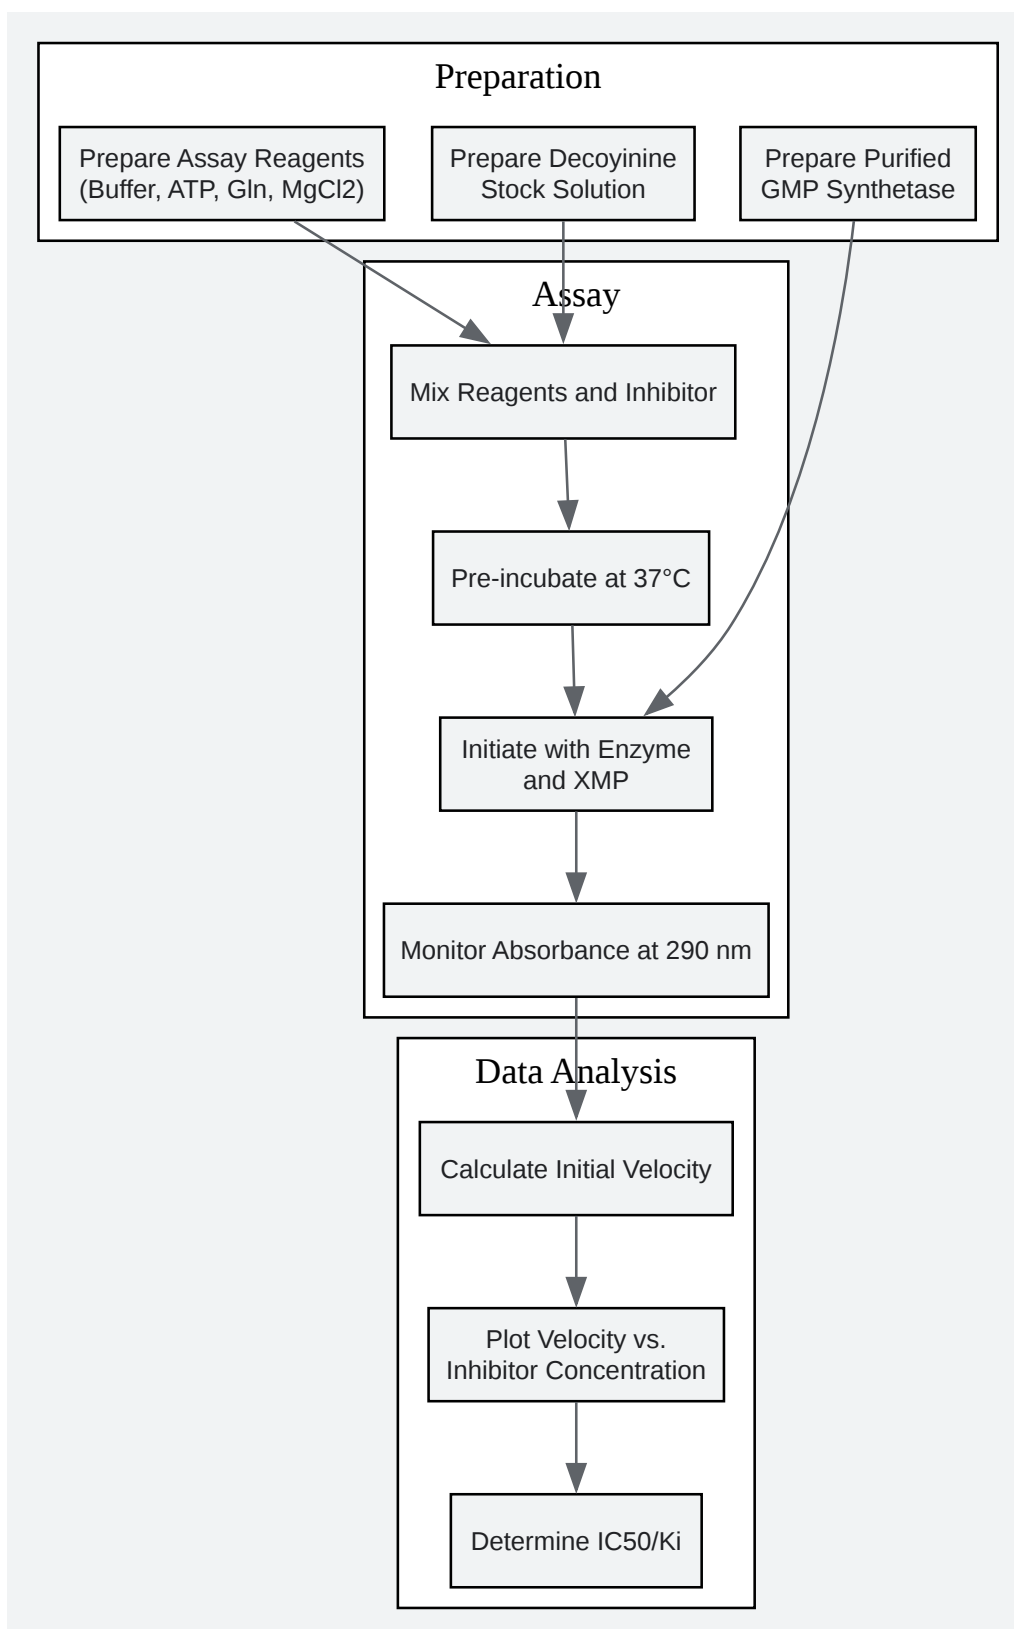 Preparation
Prepare Assay Reagents
(Buffer, ATP, Gln, MgCl2)
Prepare Decoyinine
Stock Solution
Prepare Purified
GMP Synthetase
Assay
Mix Reagents and Inhibitor
Pre-incubate at 37°C
Initiate with Enzyme
and XMP
Monitor Absorbance at 290 nm
Data Analysis
Calculate Initial Velocity
Plot Velocity vs.
Inhibitor Concentration
Determine IC50/Ki